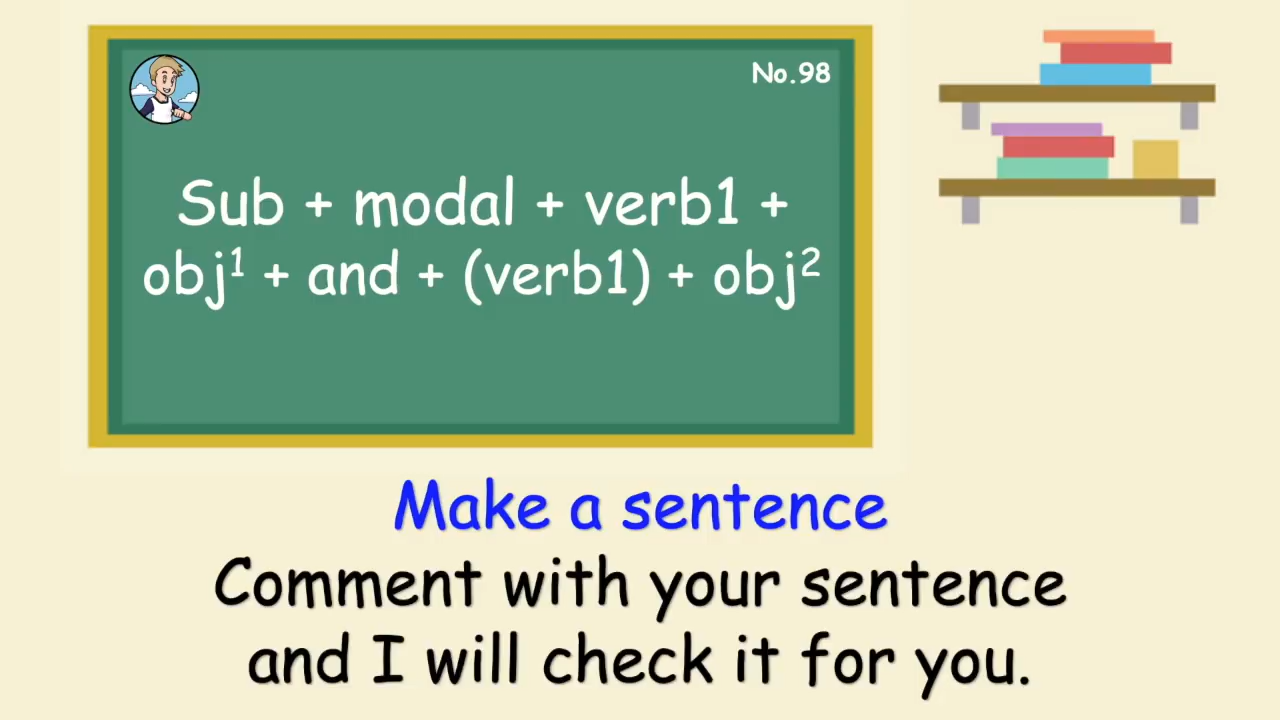 No.98
Sub + modal + verb1 +
obj¹ + and + (verb1) + obj²
Make a sentence
Comment with your sentence
and I will check it for you.